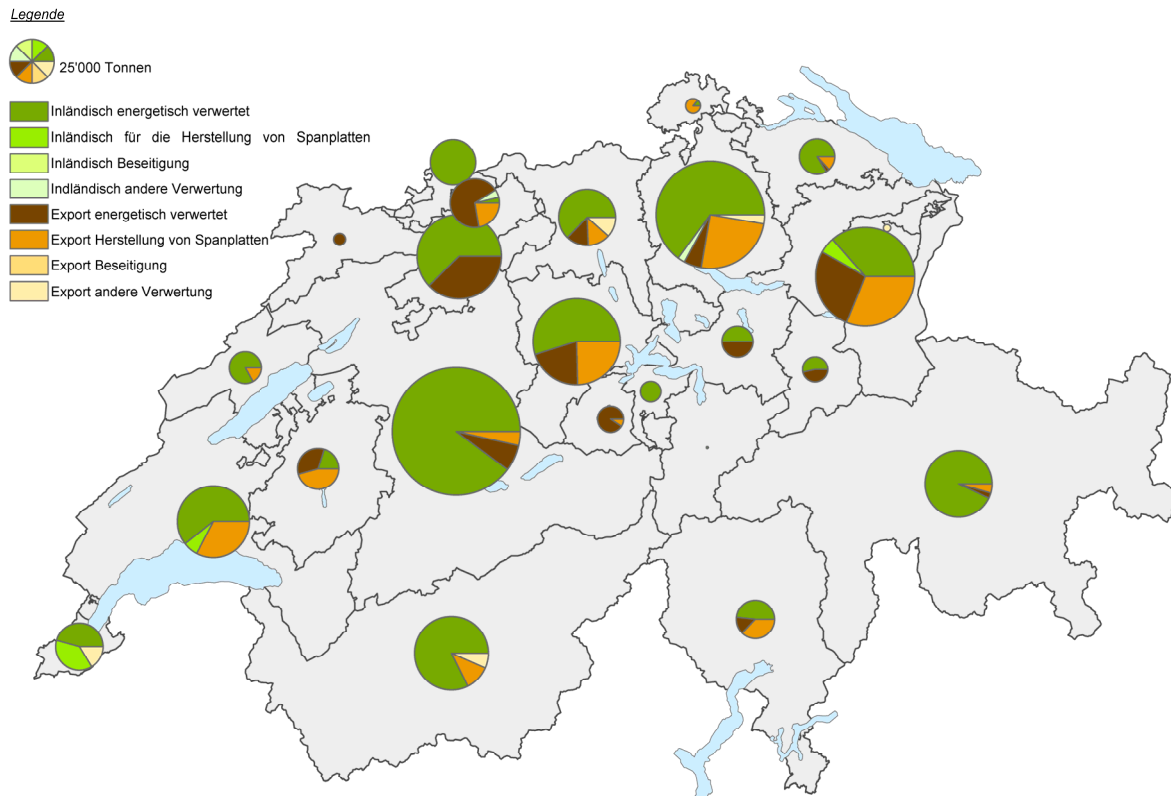 Legende
25'000 Tonnen
Inländisch energetisch verwertet
Inländisch für die Herstellung von Spanplatten
Inländisch Beseitigung
Indländisch andere Verwertung
Export energetisch verwertet
Export Herstellung von Spanplatten
Export Beseitigung
Export andere Verwertung